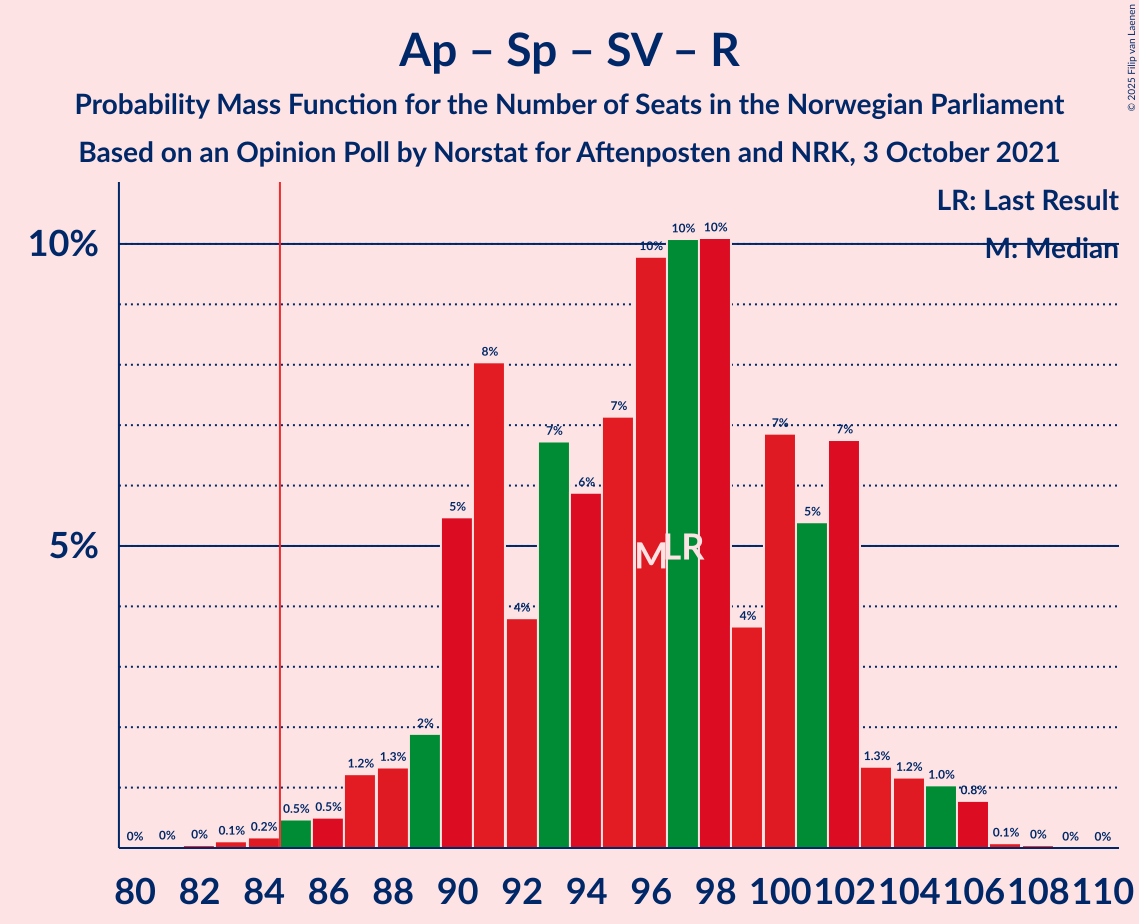 Ap – Sp – SV – R
Probability Mass Function for the Number of Seats in the Norwegian Parliament
Based on an Opinion Poll by Norstat for Aftenposten and NRK, 3 October 2021
© 2025 Filip van Laenen
LR: Last Result
M: Median
10%
5%
0% 0% 0% 0.1% 0.2% 0.5% 0.5% 1.2% 1.3% 2% 5% 8% 4% 7% 6% 7% 10% 10% 10% 4% 7% 5% 7% 1.3% 1.2% 1.0% 0.8% 0.1% 0% 0% 0%
M LR
80 82 84 86 88 90 92 94 96 98 100 102 104 106 108 110